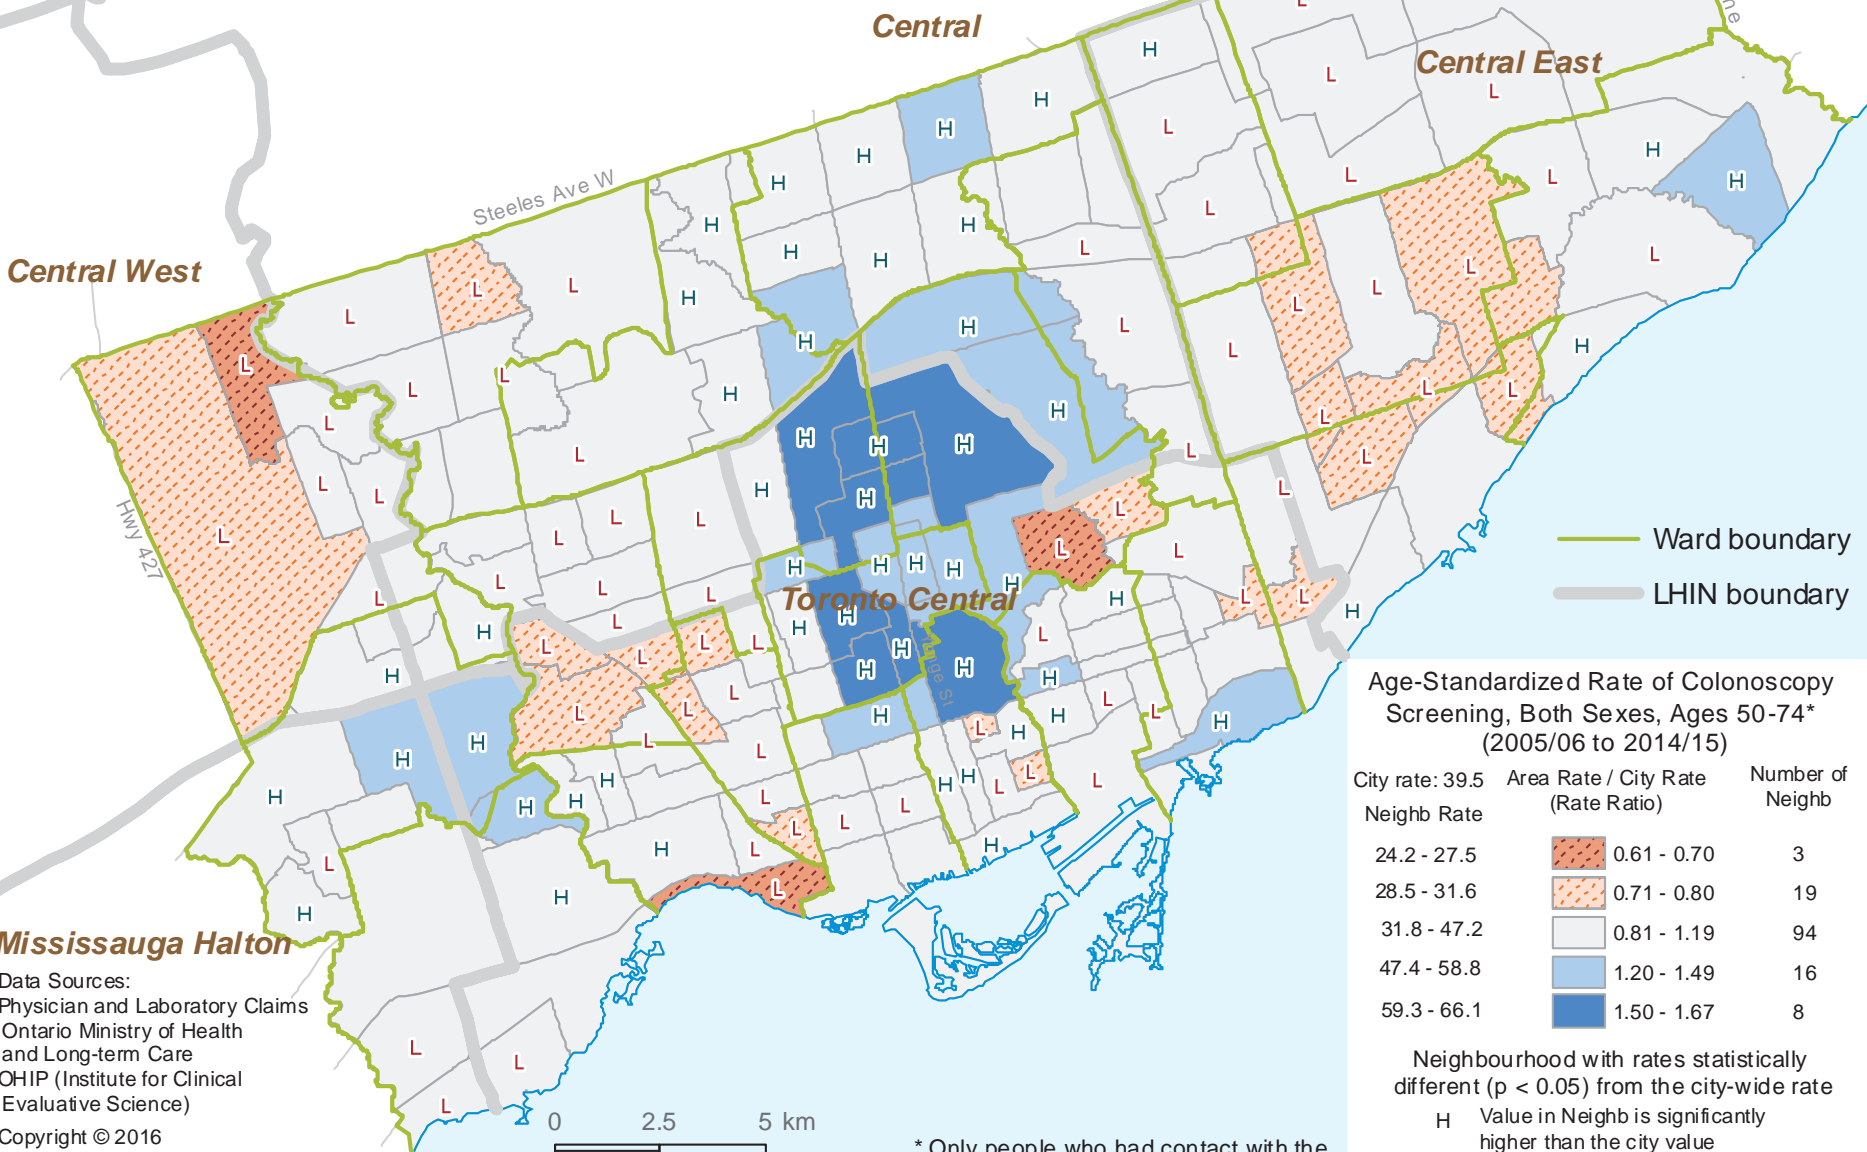 Central
Central East
Steeles Ave W
Central West
Hwy 427
Toronto Central
Ward boundary
LHIN boundary
Mississauga Halton
Data Sources:
Physician and Laboratory Claims
Ontario Ministry of Health
and Long-term Care
OHIP (Institute for Clinical
Evaluative Science)
Copyright © 2016
0 2.5 5 km
* Only people who had contact with the
Age-Standardized Rate of Colonoscopy
Screening, Both Sexes, Ages 50-74*
(2005/06 to 2014/15)
City rate: 39.5 Area Rate / City Rate Number of
Neighb Rate (Rate Ratio) Neighb
24.2 - 27.5 0.61 - 0.70 3
28.5 - 31.6 0.71 - 0.80 19
31.8 - 47.2 0.81 - 1.19 94
47.4 - 58.8 1.20 - 1.49 16
59.3 - 66.1 1.50 - 1.67 8
Neighbourhood with rates statistically
different (p < 0.05) from the city-wide rate
H Value in Neighb is significantly
higher than the city value